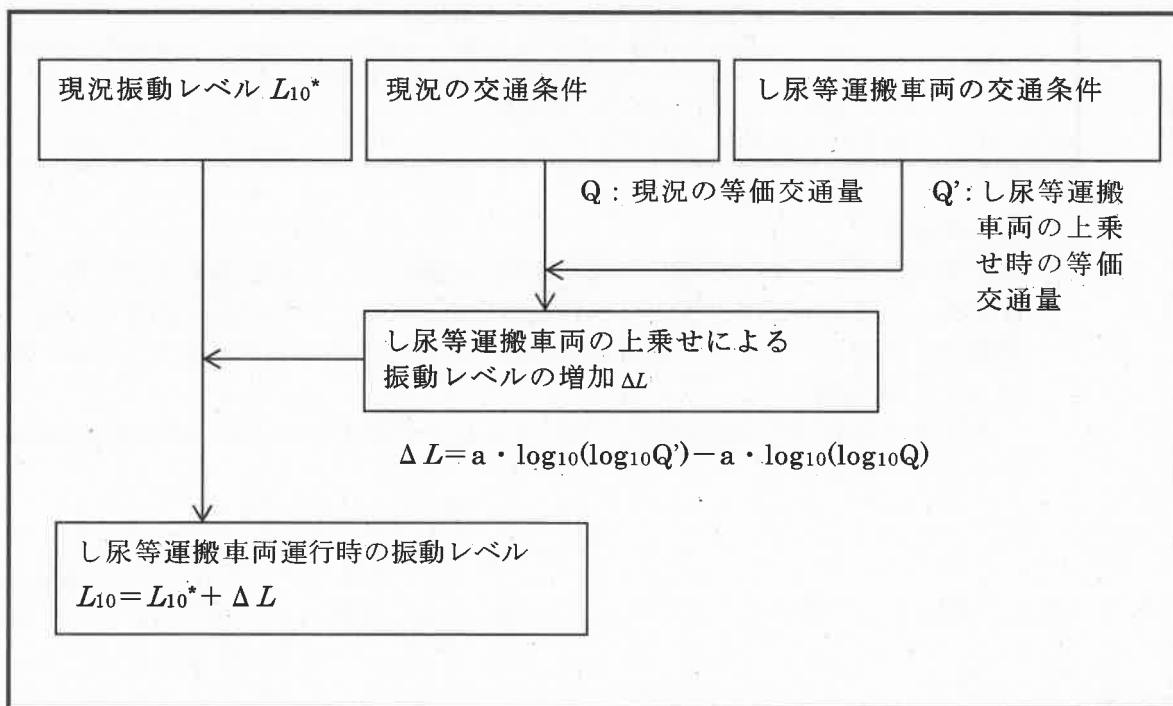 現況振動レベル L₁₀*
現況の交通条件
し尿等運搬車両の交通条件
Q：現況の等価交通量
Q’：し尿等運搬
車両の上乗
せ時の等価
交通量
し尿等運搬車両の上乗せによる
振動レベルの増加 ΔL
ΔL＝a・log₁₀(log₁₀Q’)－a・log₁₀(log₁₀Q)
し尿等運搬車両運行時の振動レベル
L₁₀＝L₁₀*＋ΔL